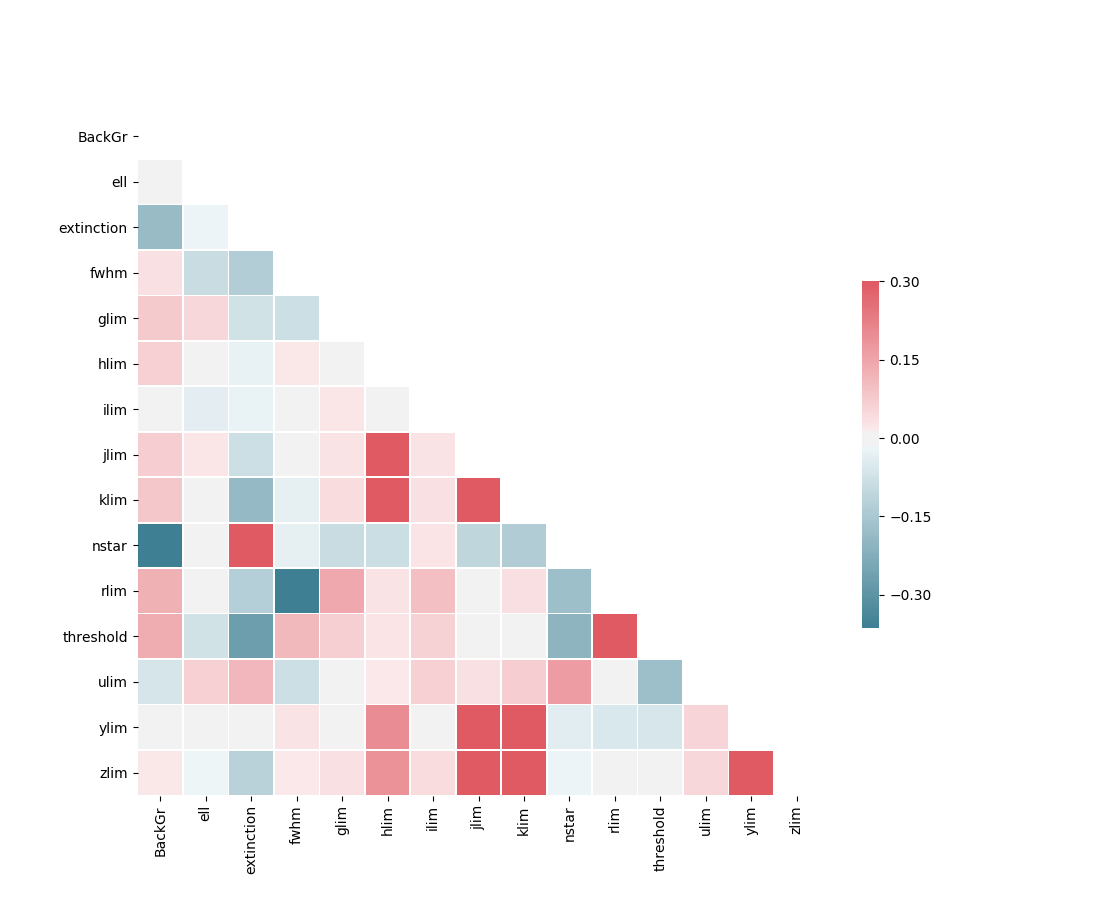 BackGr
ell
extinction
fwhm
glim
hlim
ilim
jlim
klim
nstar
rlim
threshold
ulim
ylim
zlim
BackGr
ell
extinction
fwhm
glim
hlim
ilim
jlim
klim
nstar
rlim
threshold
ulim
ylim
zlim
0.30
0.15
0.00
−0.15
−0.30